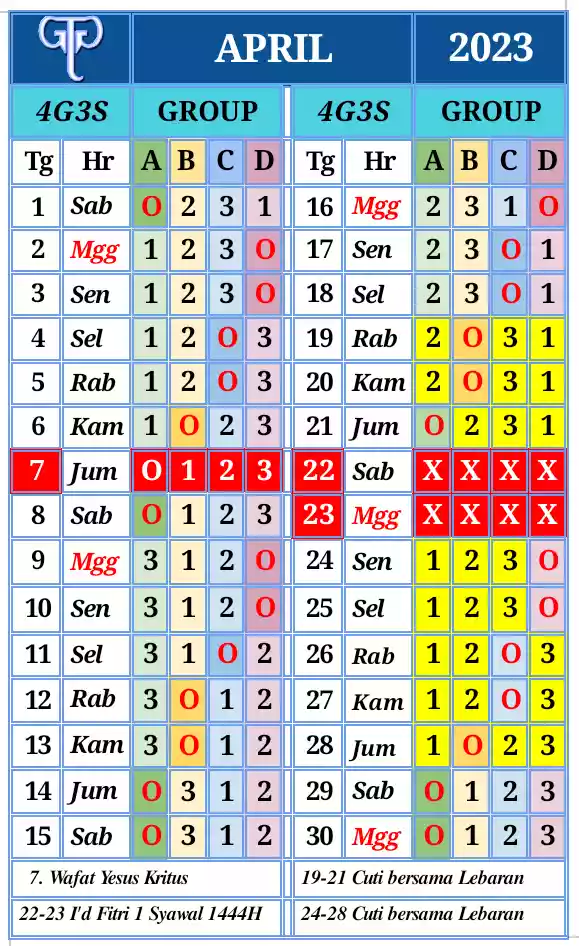 APRIL 2023
4G3S GROUP 4G3S GROUP
Tg Hr A B C D Tg Hr A B C D
1 Sab O 2 3 1 16 Mgg 2 3 1 O
2 Mgg 1 2 3 O 17 Sen 2 3 O 1
3 Sen 1 2 3 O 18 Sel 2 3 O 1
4 Sel 1 2 O 3 19 Rab 2 O 3 1
5 Rab 1 2 O 3 20 Kam 2 O 3 1
6 Kam 1 O 2 3 21 Jum O 2 3 1
7 Jum O 1 2 3 22 Sab X X X X
8 Sab O 1 2 3 23 Mgg X X X X
9 Mgg 3 1 2 O 24 Sen 1 2 3 O
10 Sen 3 1 2 O 25 Sel 1 2 3 O
11 Sel 3 1 O 2 26 Rab 1 2 O 3
12 Rab 3 O 1 2 27 Kam 1 2 O 3
13 Kam 3 O 1 2 28 Jum 1 O 2 3
14 Jum O 3 1 2 29 Sab O 1 2 3
15 Sab O 3 1 2 30 Mgg O 1 2 3
7. Wafat Yesus Kritus 19-21 Cuti bersama Lebaran
22-23 I'd Fitri 1 Syawal 1444H 24-28 Cuti bersama Lebaran